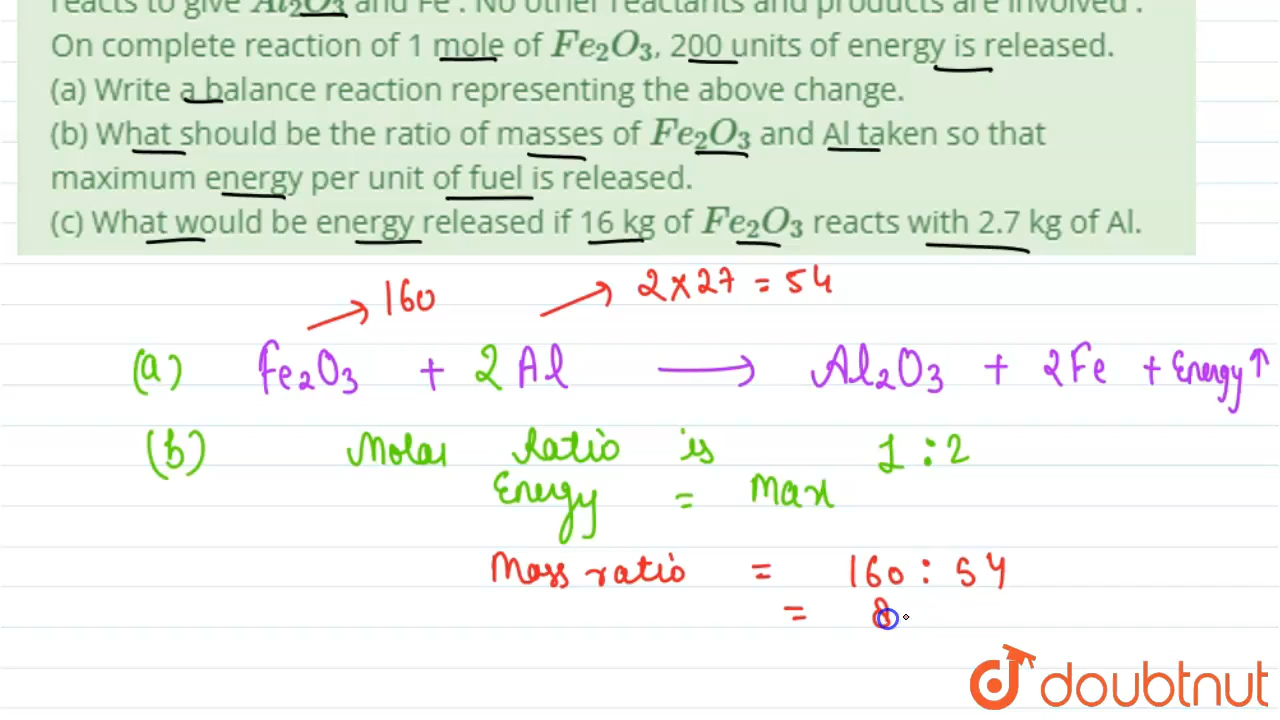 reacts to give Al₂O₃ and Fe . No other reactants and products are involved .
On complete reaction of 1 mole of Fe₂O₃, 200 units of energy is released.
(a) Write a balance reaction representing the above change.
(b) What should be the ratio of masses of Fe₂O₃ and Al taken so that
maximum energy per unit of fuel is released.
(c) What would be energy released if 16 kg of Fe₂O₃ reacts with 2.7 kg of Al.
→ 160 → 2 × 27 = 54
(a) Fe₂O₃ + 2 Al → Al₂O₃ + 2Fe + Energy ↑
(b) Molar Ratio is 1 : 2
Energy = Max
Mass ratio = 160 : 54
= 8
doubtnut